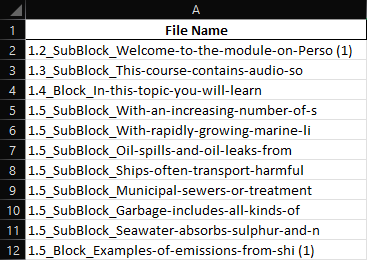 A
1 File Name
2 1.2_SubBlock_Welcome-to-the-module-on-Perso (1)
3 1.3_SubBlock_This-course-contains-audio-so
4 1.4_Block_In-this-topic-you-will-learn
5 1.5_SubBlock_With-an-increasing-number-of-s
6 1.5_SubBlock_With-rapidly-growing-marine-li
7 1.5_SubBlock_Oil-spills-and-oil-leaks-from
8 1.5_SubBlock_Ships-often-transport-harmful
9 1.5_SubBlock_Municipal-sewers-or-treatment
10 1.5_SubBlock_Garbage-includes-all-kinds-of
11 1.5_SubBlock_Seawater-absorbs-sulphur-and-n
12 1.5_Block_Examples-of-emissions-from-shi (1)